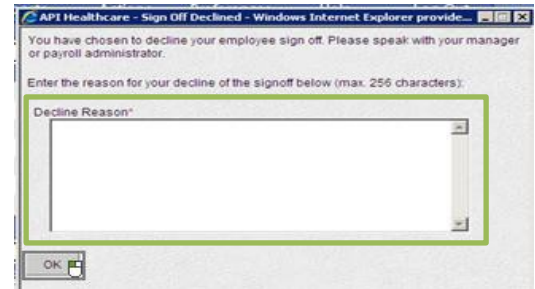 API Healthcare - Sign Off Declined - Windows Internet Explorer provide...
You have chosen to decline your employee sign off. Please speak with your manager
or payroll administrator.
Enter the reason for your decline of the signoff below (max. 256 characters):
Decline Reason*
OK